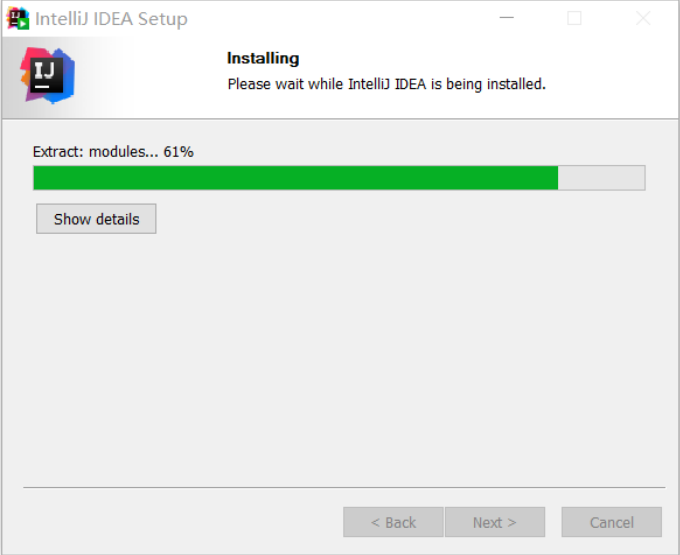 IntelliJ IDEA Setup
IJ
Installing
Please wait while IntelliJ IDEA is being installed.
Extract: modules... 61%
Show details
< Back Next > Cancel